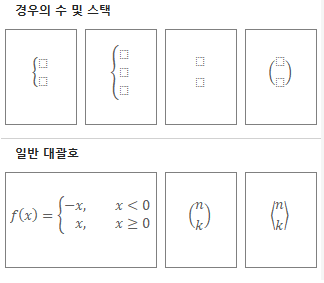 경우의 수 및 스택
일반 대괄호
f(x) = { −x, x < 0
x, x ≥ 0
(n
k)
⟨n
k⟩